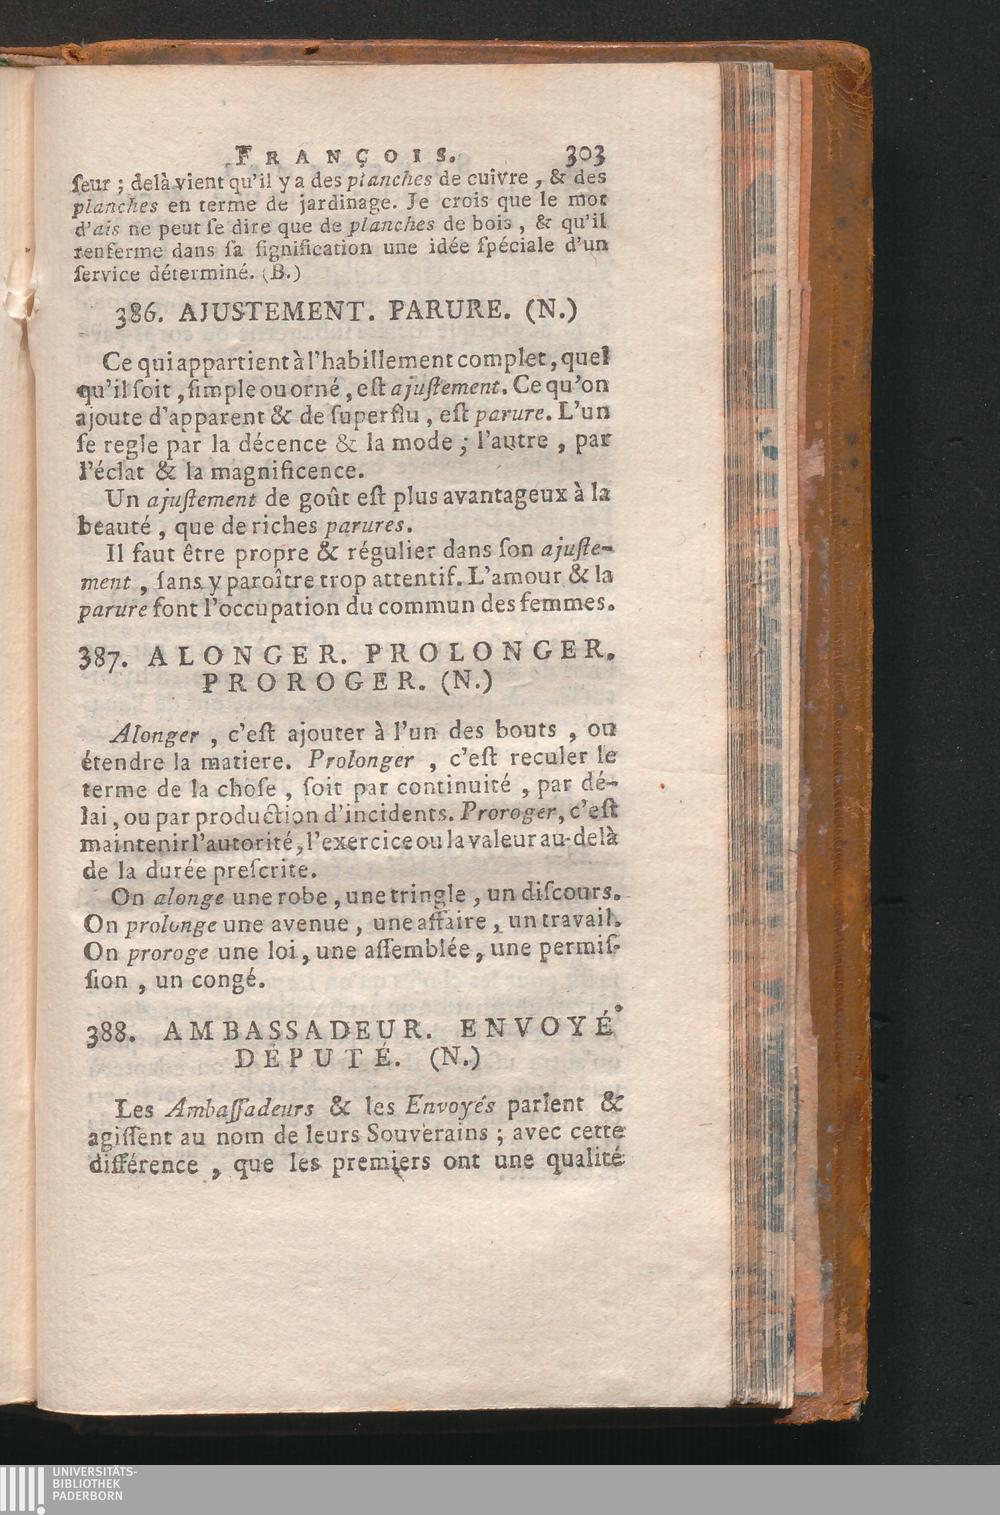 FRANÇOIS. 303
ſeur ; delà vient qu'il y a des planches de cuivre , & des
planches en terme de jardinage. Je crois que le mot
d'ais ne peut ſe dire que de planches de bois , & qu'il
renferme dans ſa ſignification une idée ſpéciale d'un
ſervice déterminé. (B.)
386. AJUSTEMENT. PARURE. (N.)
Ce qui appartient à l'habillement complet, quel
qu'il ſoit , ſimple ou orné , eſt ajuſtement. Ce qu'on
ajoute d'apparent & de ſuperflu , eſt parure. L'un
ſe regle par la décence & la mode ; l'autre , par
l'éclat & la magnificence.
Un ajuſtement de goût eſt plus avantageux à la
beauté , que de riches parures.
Il faut être propre & régulier dans ſon ajuſte-
ment , ſans y paroître trop attentif. L'amour & la
parure font l'occupation du commun des femmes.
387. ALONGER. PROLONGER.
PROROGER. (N.)
Alonger , c'eſt ajouter à l'un des bouts , ou
étendre la matiere. Prolonger , c'eſt reculer le
terme de la choſe , ſoit par continuité , par dé-
lai, ou par production d'incidents. Proroger, c'eſt
maintenir l'autorité, l'exercice ou la valeur au-delà
de la durée preſcrite.
On alonge une robe , une tringle , un diſcours.
On prolonge une avenue , une affaire , un travail.
On proroge une loi, une aſſemblée, une permiſ-
ſion , un congé.
388. AMBASSADEUR. ENVOYÉ.
DÉPUTÉ. (N.)
Les Ambaſſadeurs & les Envoyés parlent &
agiſſent au nom de leurs Souverains ; avec cette
différence , que les premiers ont une qualité
UNIVERSITÄTS-
BIBLIOTHEK
PADERBORN